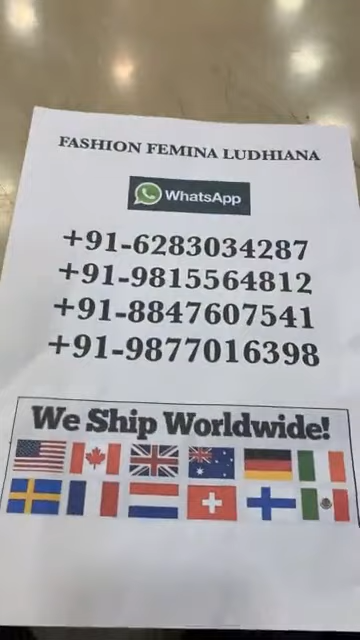 FASHION FEMINA LUDHIANA
WhatsApp
+91-6283034287
+91-9815564812
+91-8847607541
+91-9877016398
We Ship Worldwide!